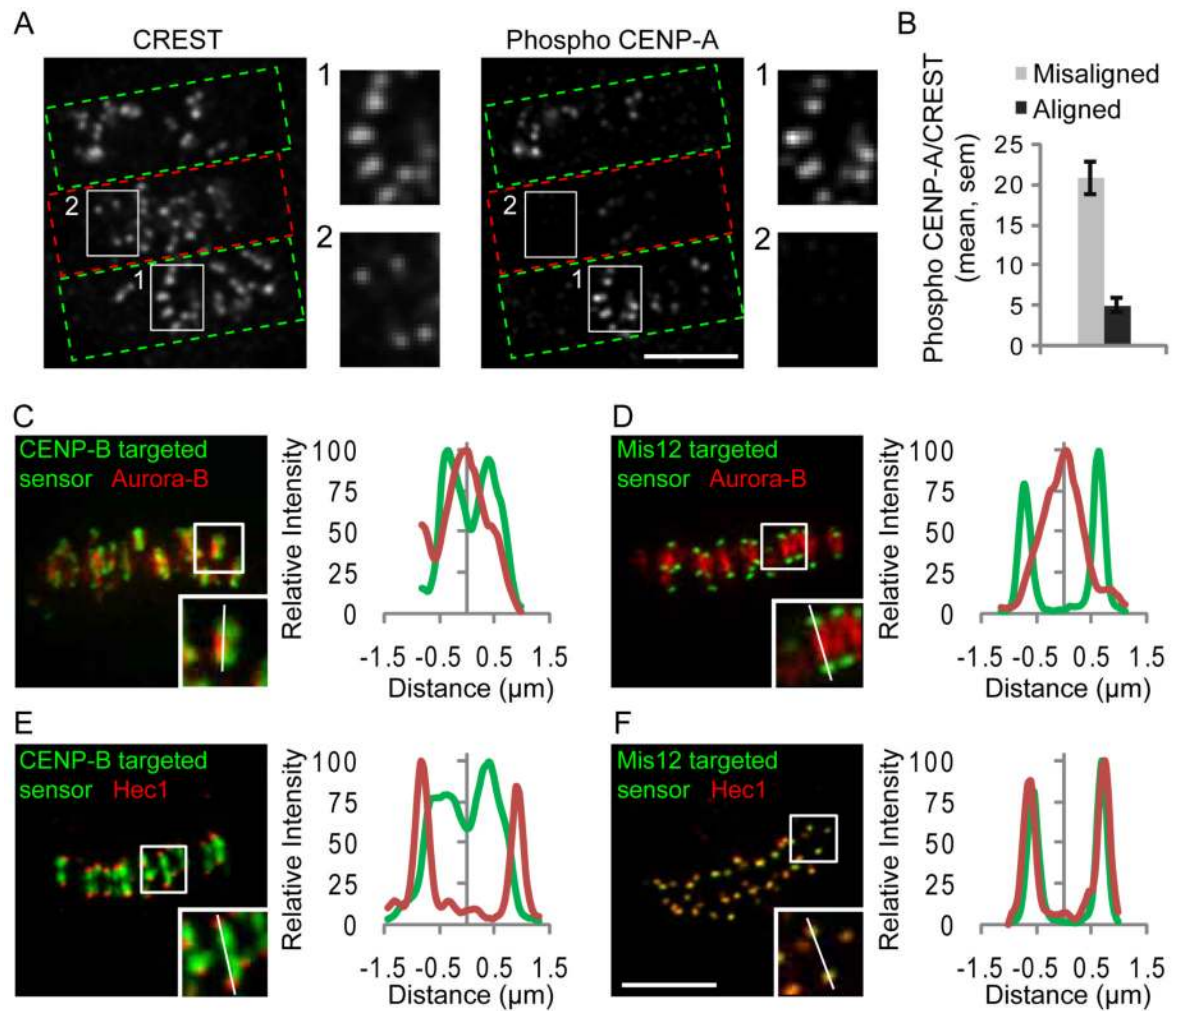 A
CREST
Phospho CENP-A
1
2
1
2
2
1
1
2
B
Phospho CENP-A/CREST
(mean, sem)
Misaligned
Aligned
25
20
15
10
5
0
C
CENP-B targeted
sensor Aurora-B
Relative Intensity
100
75
50
25
0
-1.5 -0.5 0.5 1.5
Distance (µm)
D
Mis12 targeted
sensor Aurora-B
Relative Intensity
100
75
50
25
0
-1.5 -0.5 0.5 1.5
Distance (µm)
E
CENP-B targeted
sensor Hec1
Relative Intensity
100
75
50
25
0
-1.5 -0.5 0.5 1.5
Distance (µm)
F
Mis12 targeted
sensor Hec1
Relative Intensity
100
75
50
25
0
-1.5 -0.5 0.5 1.5
Distance (µm)